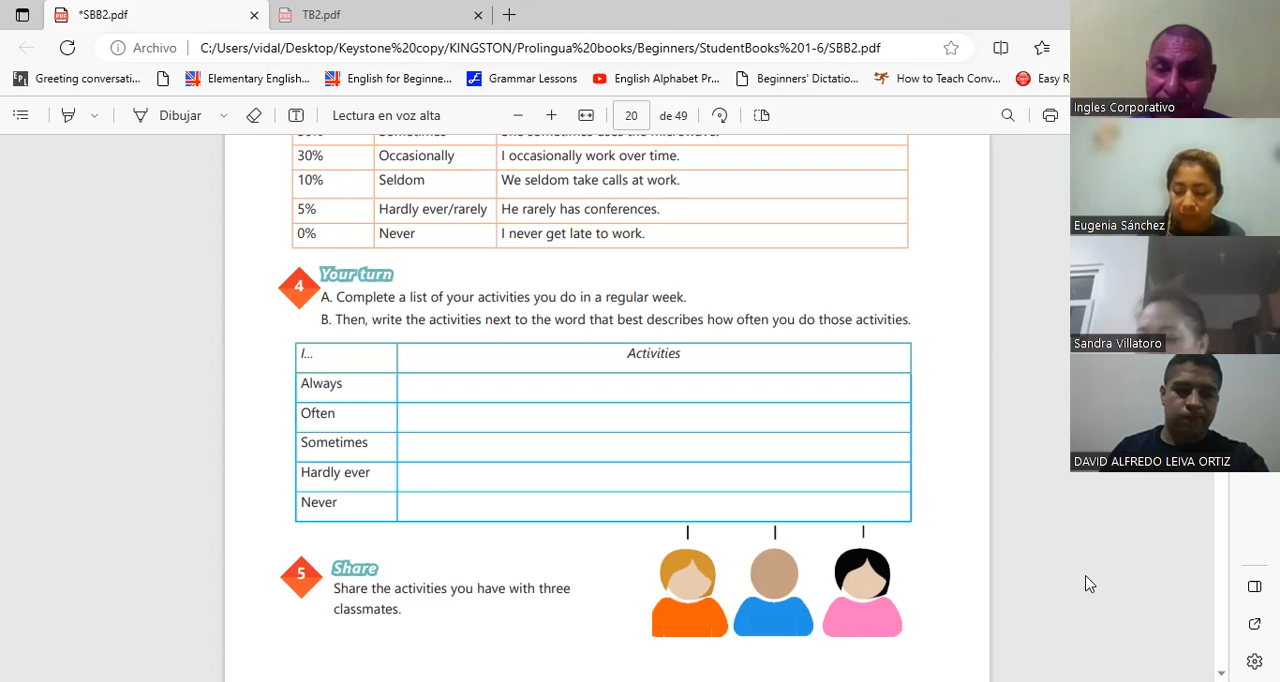 *SBB2.pdf
TB2.pdf
Archivo
C:/Users/vidal/Desktop/Keystone%20copy/KINGSTON/Prolingua%20books/Beginners/StudentBooks%201-6/SBB2.pdf
Greeting conversati...
Elementary English...
English for Beginne...
Grammar Lessons
English Alphabet Pr...
Beginners' Dictatio...
How to Teach Conv...
Easy R
Dibujar
Lectura en voz alta
20
de 49
30% Occasionally I occasionally work over time.
10% Seldom We seldom take calls at work.
5% Hardly ever/rarely He rarely has conferences.
0% Never I never get late to work.
4 Your turn
A. Complete a list of your activities you do in a regular week.
B. Then, write the activities next to the word that best describes how often you do those activities.
I... Activities
Always
Often
Sometimes
Hardly ever
Never
5 Share
Share the activities you have with three
classmates.
Ingles Corporativo
Eugenia Sánchez
Sandra Villatoro
DAVID ALFREDO LEIVA ORTIZ